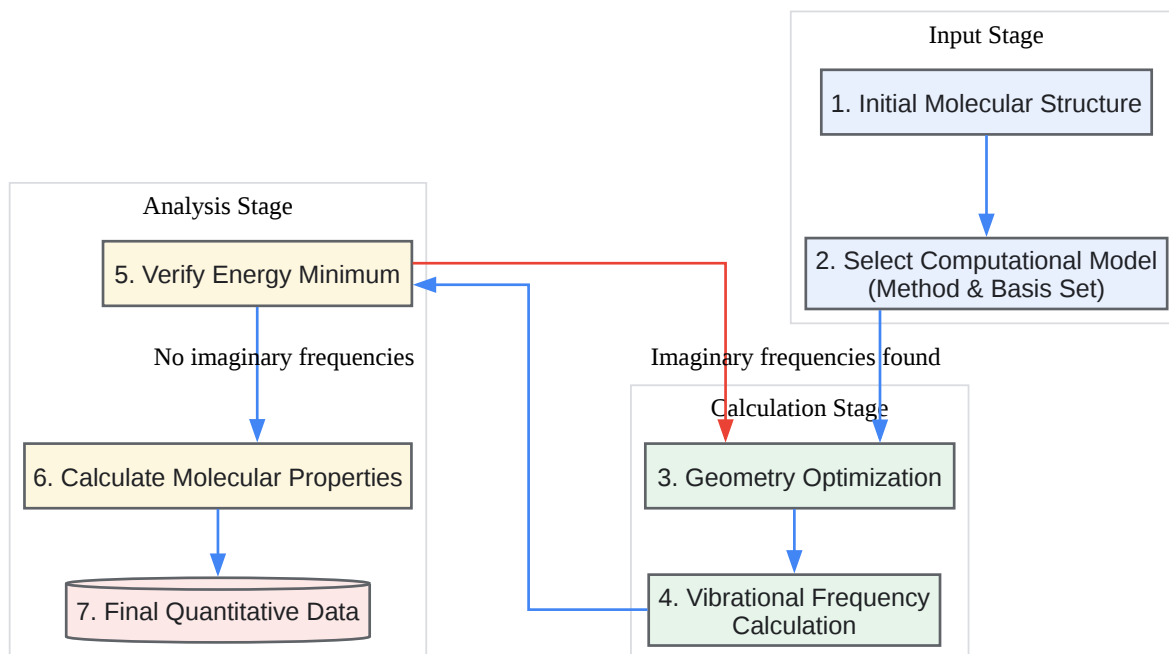 Input Stage
1. Initial Molecular Structure
2. Select Computational Model
(Method & Basis Set)
Imaginary frequencies found
Calculation Stage
3. Geometry Optimization
4. Vibrational Frequency
Calculation
Analysis Stage
5. Verify Energy Minimum
No imaginary frequencies
6. Calculate Molecular Properties
7. Final Quantitative Data